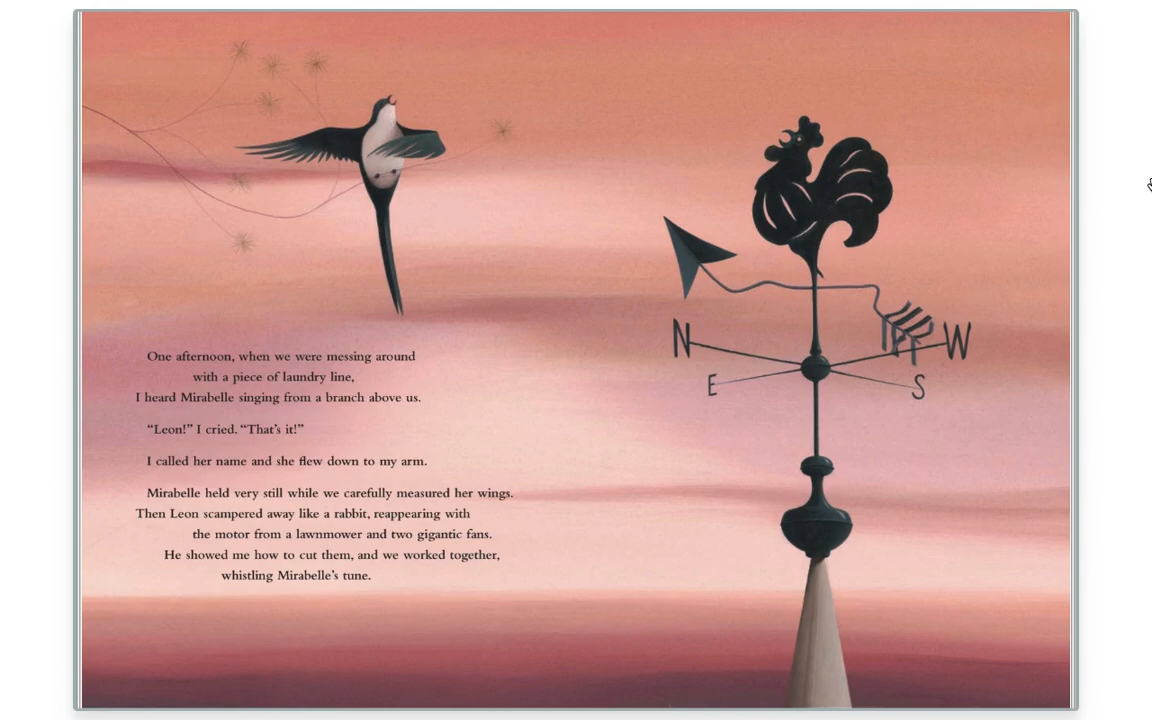 One afternoon, when we were messing around
with a piece of laundry line,
I heard Mirabelle singing from a branch above us.
“Leon!” I cried. “That’s it!”
I called her name and she flew down to my arm.
Mirabelle held very still while we carefully measured her wings.
Then Leon scampered away like a rabbit, reappearing with
the motor from a lawnmower and two gigantic fans.
He showed me how to cut them, and we worked together,
whistling Mirabelle’s tune.
N
W
E
S